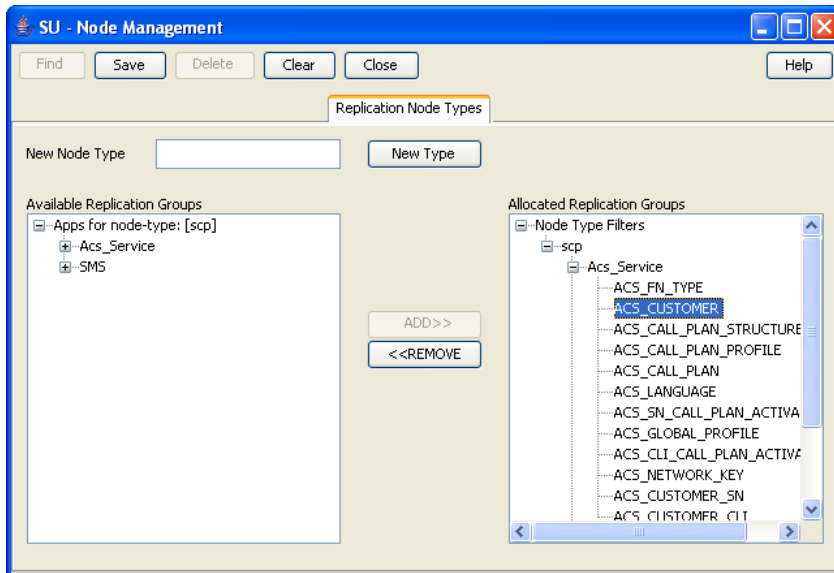 SU - Node Management
Find Save Delete Clear Close Help
Replication Node Types
New Node Type New Type
Available Replication Groups
Apps for node-type: [scp]
Acs_Service
SMS
ADD>>
<<REMOVE
Allocated Replication Groups
Node Type Filters
scp
Acs_Service
ACS_FN_TYPE
ACS_CUSTOMER
ACS_CALL_PLAN_STRUCTURE
ACS_CALL_PLAN_PROFILE
ACS_CALL_PLAN
ACS_LANGUAGE
ACS_SN_CALL_PLAN_ACTIVA
ACS_GLOBAL_PROFILE
ACS_CLI_CALL_PLAN_ACTIVA
ACS_NETWORK_KEY
ACS_CUSTOMER_SN
ACS_CUSTOMER_CLI